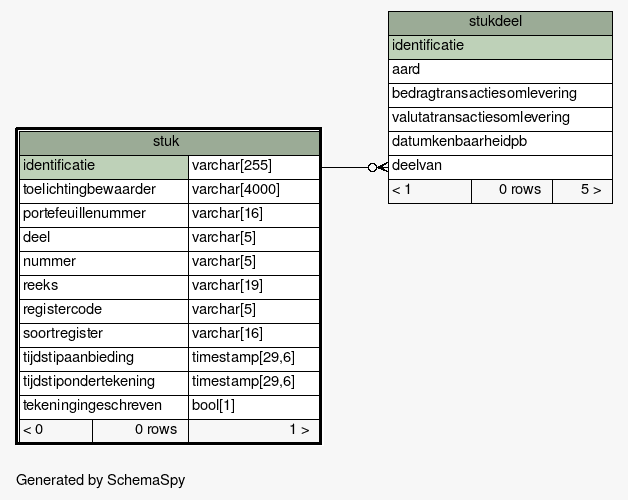 stukdeel
identificatie
aard
bedragtransactiesomlevering
valutatransactiesomlevering
datumkenbaarheidpb
deelvan
< 1 0 rows 5 >
stuk
identificatie varchar[255]
toelichtingbewaarder varchar[4000]
portefeuillenummer varchar[16]
deel varchar[5]
nummer varchar[5]
reeks varchar[19]
registercode varchar[5]
soortregister varchar[16]
tijdstipaanbieding timestamp[29,6]
tijdstipondertekening timestamp[29,6]
tekeningingeschreven bool[1]
< 0 0 rows 1 >
Generated by SchemaSpy